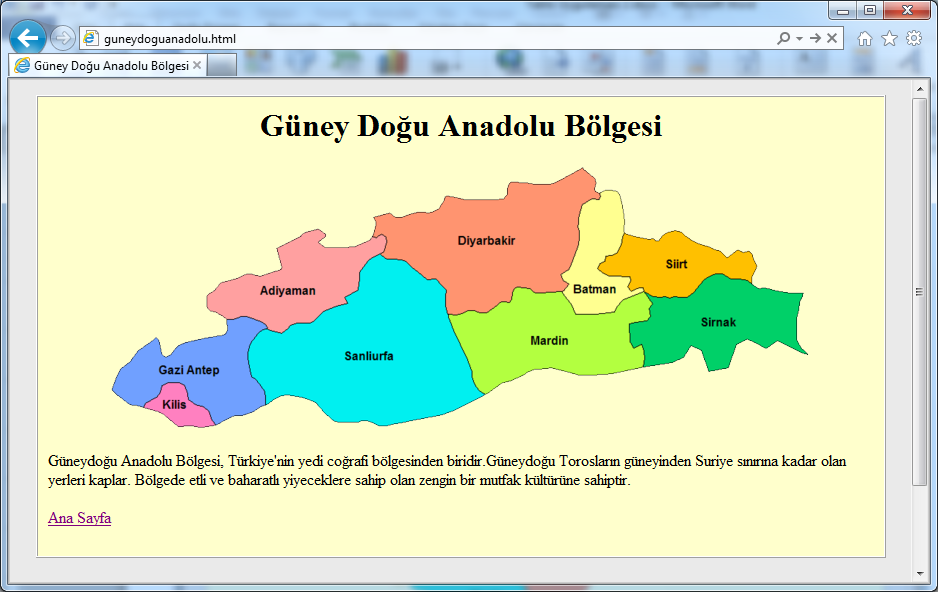 guneydoguanadolu.html
Güney Doğu Anadolu Bölgesi
Güney Doğu Anadolu Bölgesi
Diyarbakir
Siirt
Adiyaman
Batman
Sirnak
Mardin
Sanliurfa
Gazi Antep
Kilis
Güneydoğu Anadolu Bölgesi, Türkiye'nin yedi coğrafi bölgesinden biridir.Güneydoğu Torosların güneyinden Suriye sınırına kadar olan
yerleri kaplar. Bölgede etli ve baharatlı yiyeceklere sahip olan zengin bir mutfak kültürüne sahiptir.
Ana Sayfa